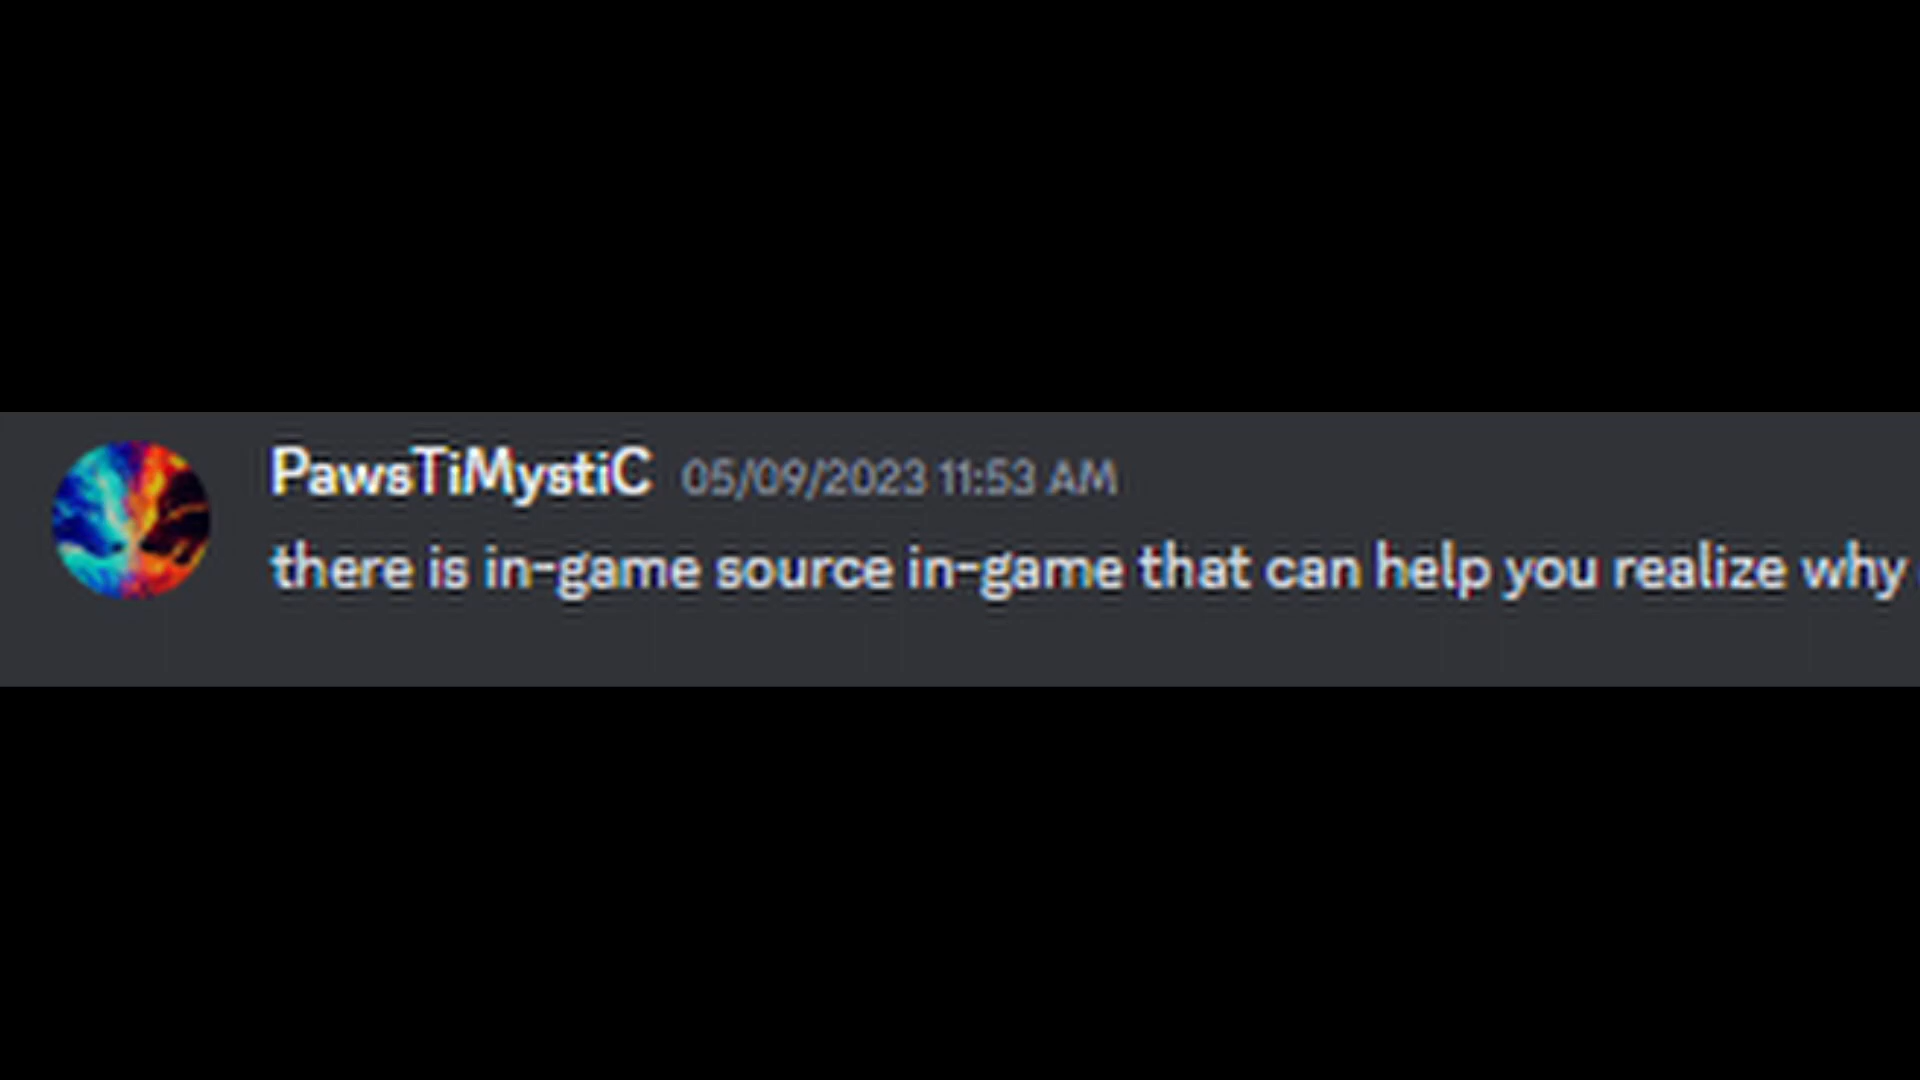 PawsTiMystiC 05/09/2023 11:53 AM
there is in-game source in-game that can help you realize why